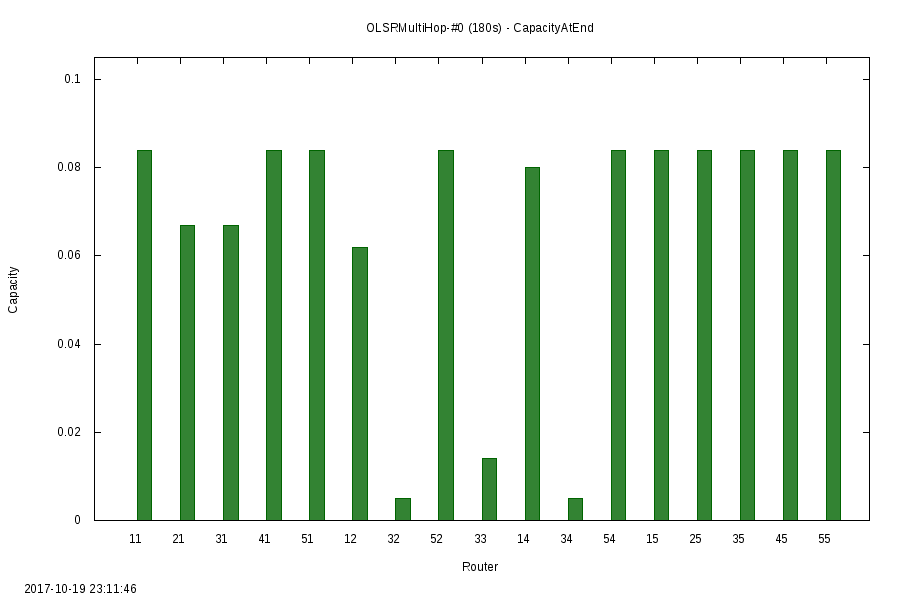 OLSRMultiHop-#0 (180s) - CapacityAtEnd
0.1
0.08
0.06
0.04
0.02
0
Capacity
11 21 31 41 51 12 32 52 33 14 34 54 15 25 35 45 55
Router
2017-10-19 23:11:46